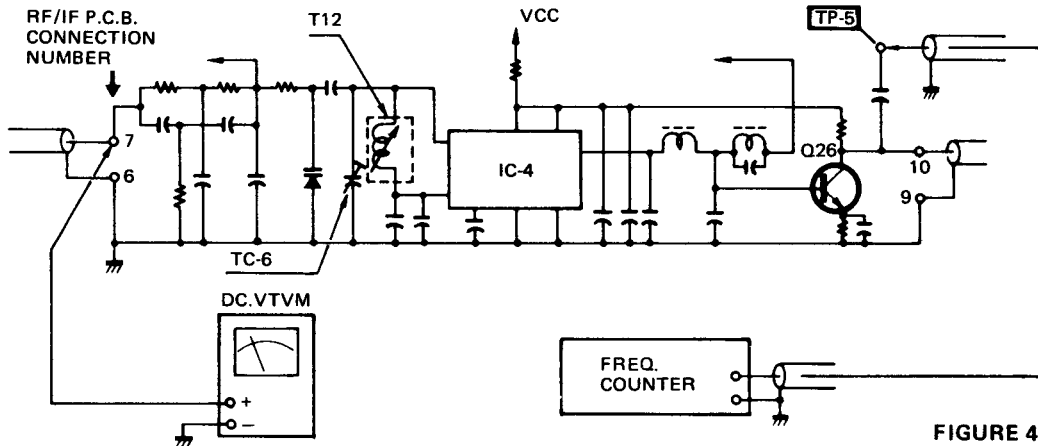 RF/IF P.C.B.
CONNECTION
NUMBER
T12
VCC
TP-5
7
6
IC-4
Q26
10
9
TC-6
DC.VTVM
+
−
FREQ.
COUNTER
FIGURE 4